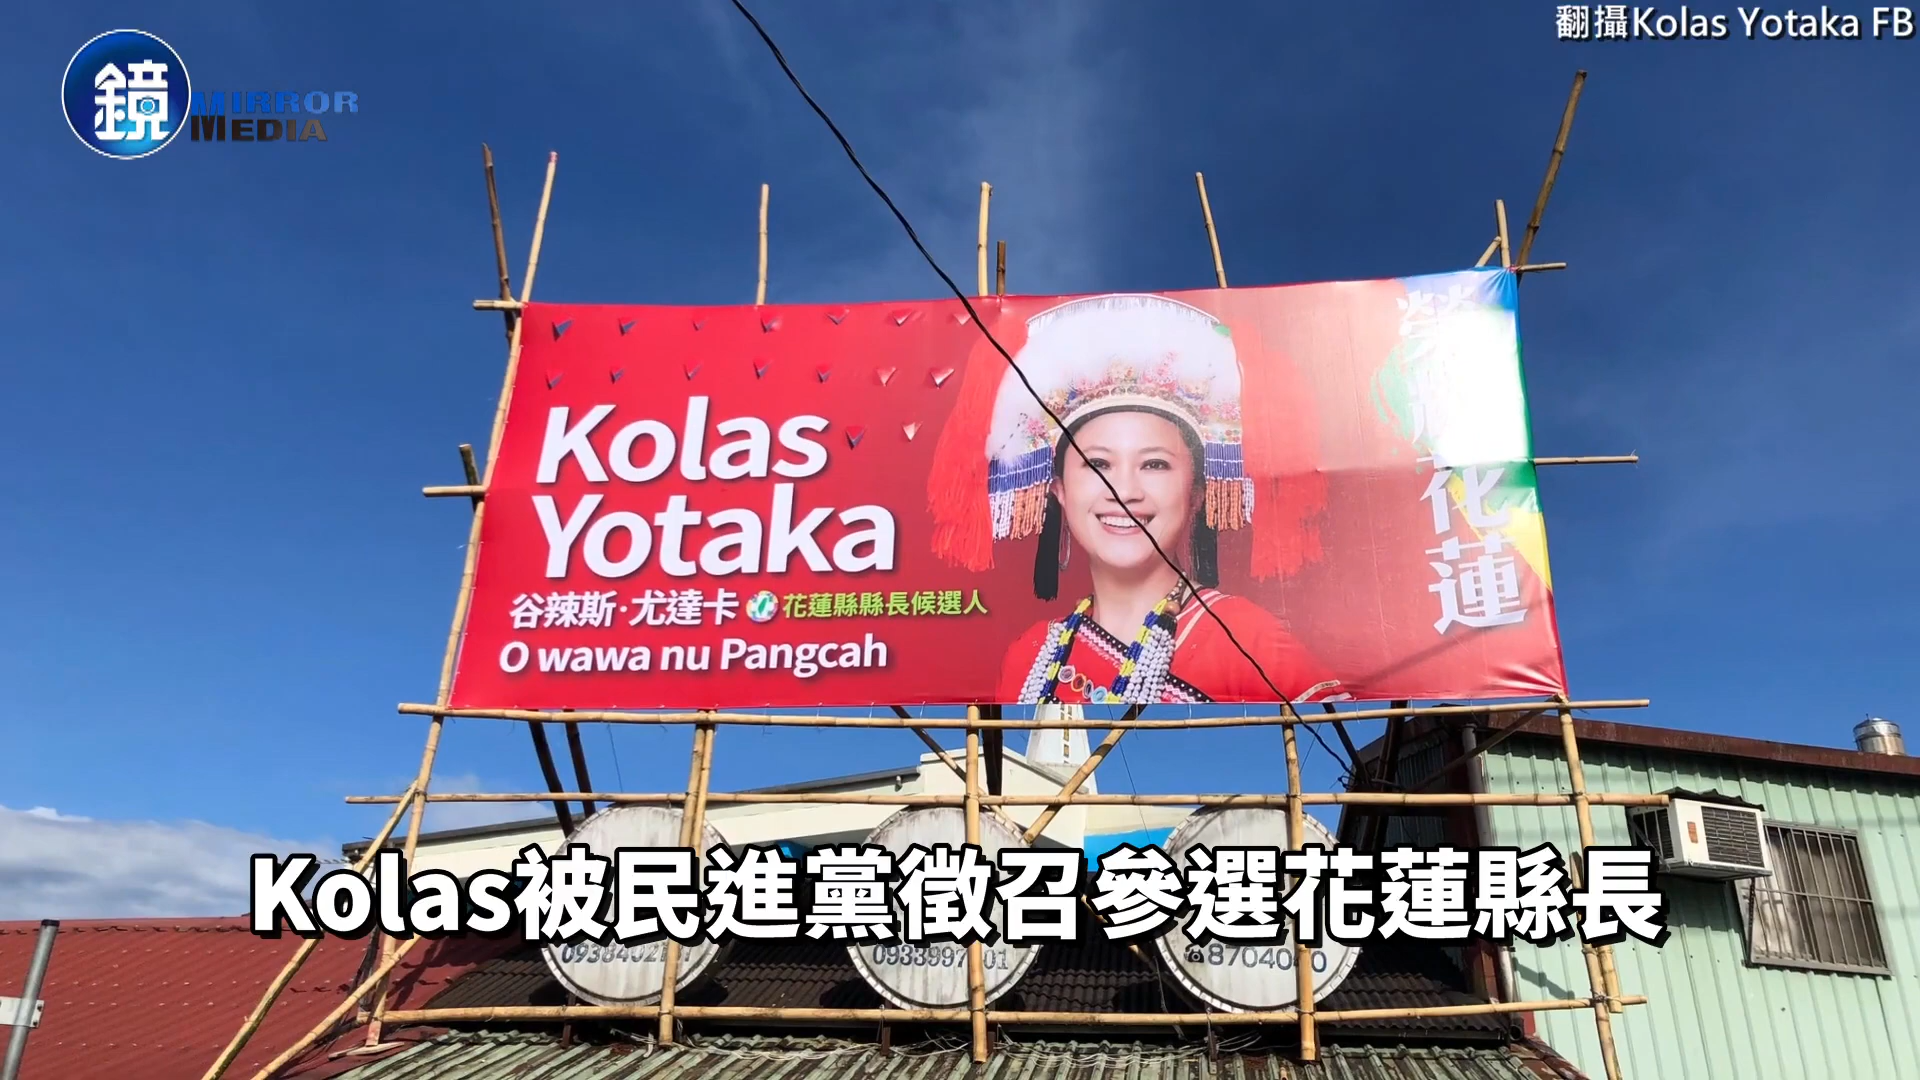 翻攝Kolas Yotaka FB
鏡 MIRROR
MEDIA
Kolas
Yotaka
谷辣斯·尤達卡 花蓮縣縣長候選人
O wawa nu Pangcah
花蓮
Kolas被民進黨徵召參選花蓮縣長